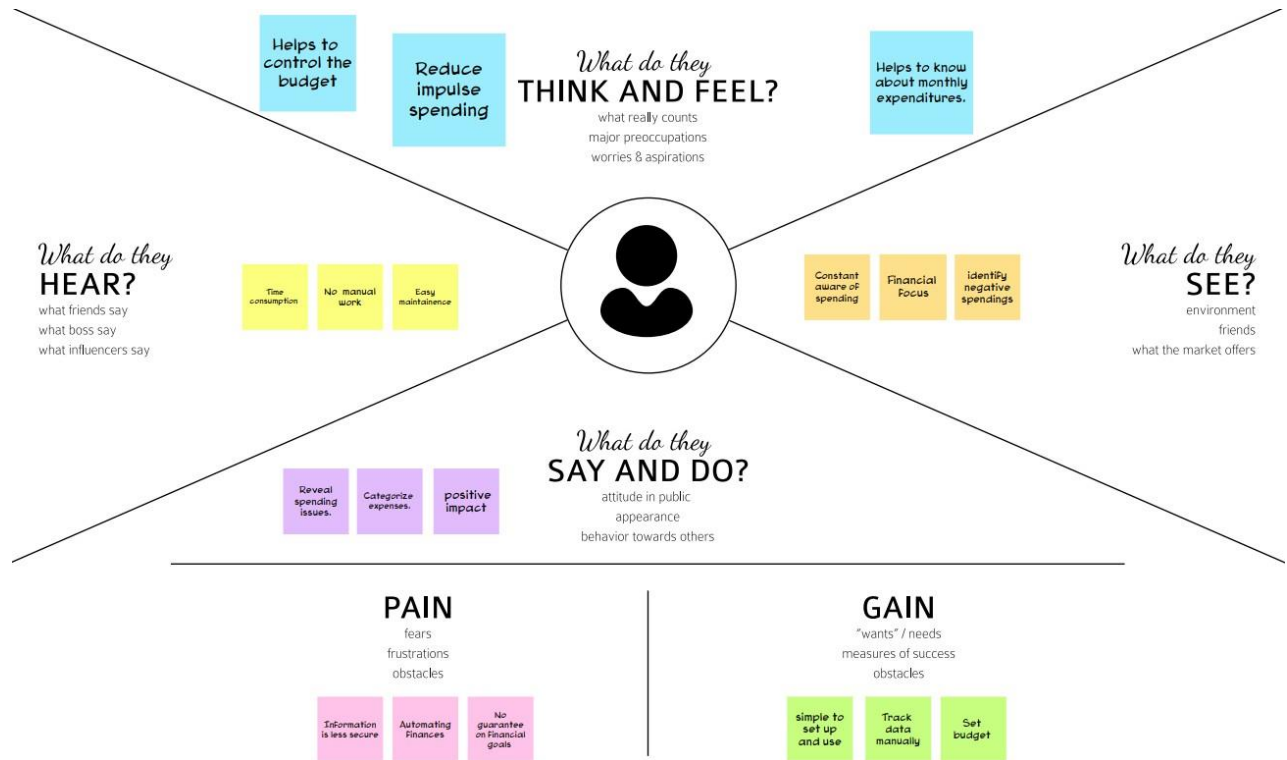 Helps to
control the
budget
Reduce
impulse
spending
What do they
THINK AND FEEL?
what really counts
major preoccupations
worries & aspirations
Helps to know
about monthly
expenditures.
What do they
HEAR?
what friends say
what boss say
what influencers say
Time
consumption
No manual
work
Easy
maintainence
Constant
aware of
spending
Financial
focus
identify
negative
spendings
What do they
SEE?
environment
friends
what the market offers
What do they
SAY AND DO?
attitude in public
appearance
behavior towards others
Reveal
spending
issues.
Categorize
expenses.
positive
impact
PAIN
fears
frustrations
obstacles
Information
is less secure
Automating
Finances
No
guarantee
on financial
goals
GAIN
"wants" / needs
measures of success
obstacles
simple to
set up
and use
Track
data
manually
Set
budget